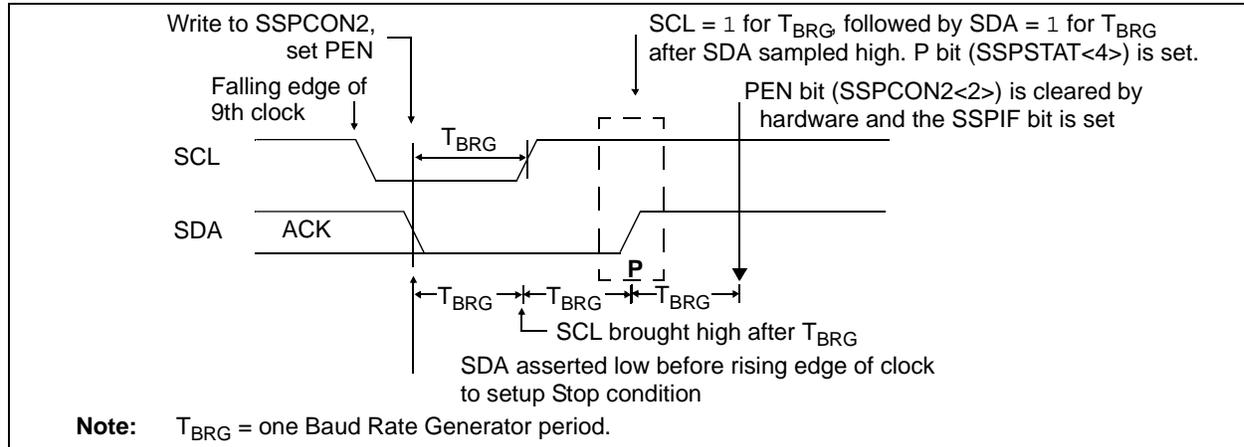 Write to SSPCON2,
set PEN
SCL = 1 for TBRG, followed by SDA = 1 for TBRG
after SDA sampled high. P bit (SSPSTAT<4>) is set.
Falling edge of
9th clock
PEN bit (SSPCON2<2>) is cleared by
hardware and the SSPIF bit is set
TBRG
SCL
SDA
ACK
P
TBRG
TBRG
TBRG
SCL brought high after TBRG
SDA asserted low before rising edge of clock
to setup Stop condition
Note: TBRG = one Baud Rate Generator period.